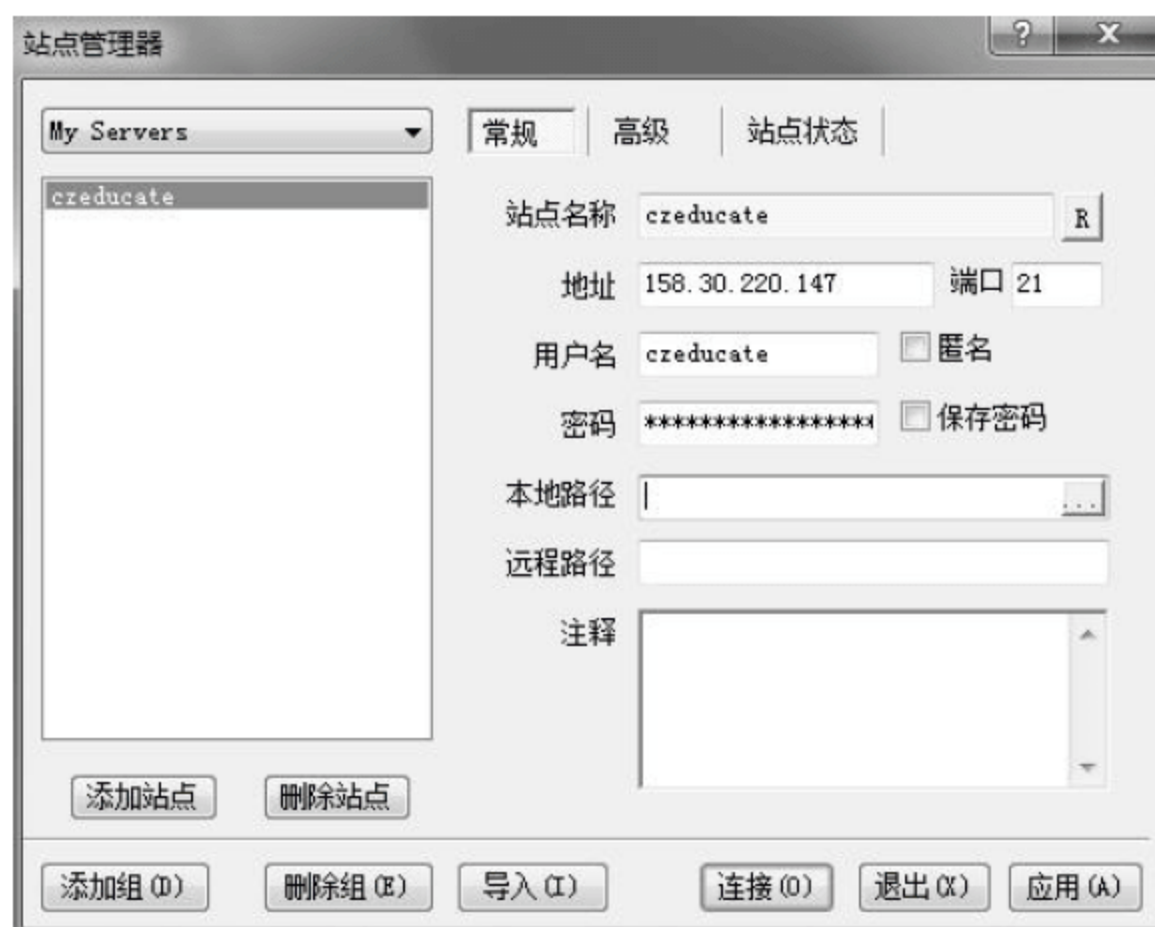 站点管理器
? X
My Servers
常规 高级 站点状态
czeducate
站点名称 czeducate R
地址 158.30.220.147 端口 21
用户名 czeducate 匿名
密码 ***************** 保存密码
本地路径 ...
远程路径
注释
添加站点 删除站点
添加组(D) 删除组(E) 导入(I) 连接(O) 退出(X) 应用(A)